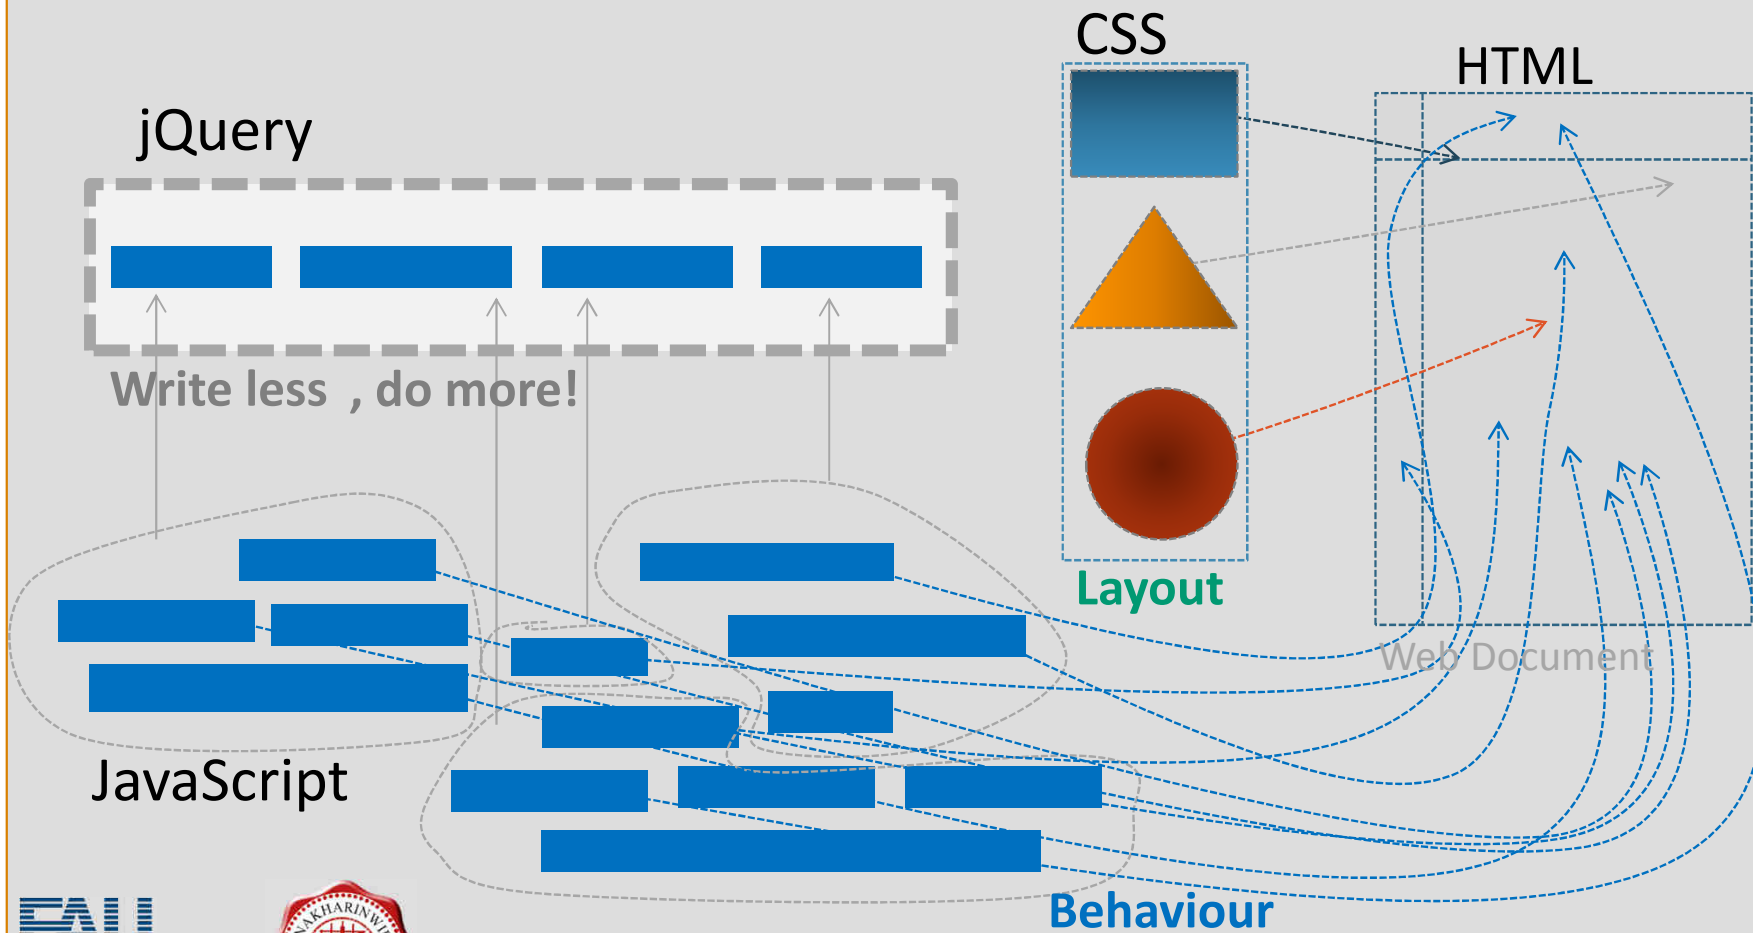 CSS
HTML
jQuery
Write less , do more!
Layout
Web Document
JavaScript
Behaviour